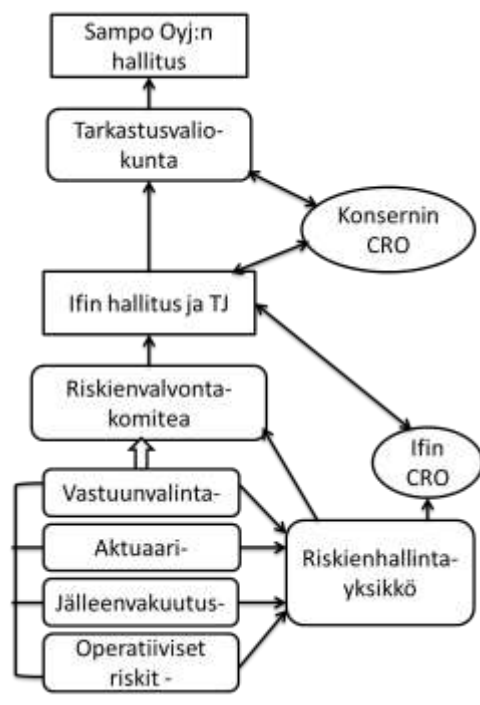 Sampo Oyj:n
hallitus
Tarkastusvalio-
kunta
Konsernin
CRO
Ifin hallitus ja TJ
Riskienvalvonta-
komitea
Ifin
CRO
Vastuunvalinta-
Aktuaari-
Riskienhallinta-
yksikkö
Jälleenvakuutus-
Operatiiviset
riskit -